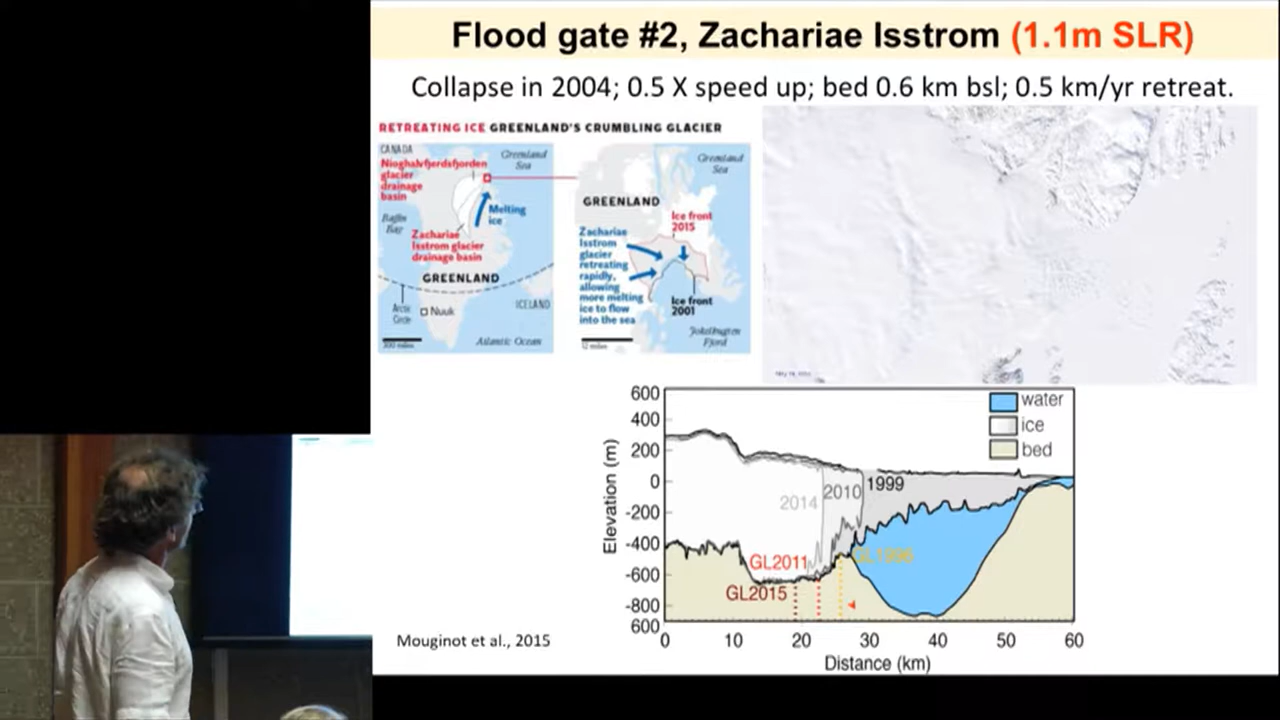 Flood gate #2, Zachariae Isstrom (1.1m SLR)
Collapse in 2004; 0.5 X speed up; bed 0.6 km bsl; 0.5 km/yr retreat.
RETREATING ICE GREENLAND'S CRUMBLING GLACIER
CANADA
Greenland
Sea
Nioghalvfjerdsfjorden
glacier
drainage
basin
Baffin
Bay
Melting
ice
Zachariae
Isstrom glacier
drainage basin
GREENLAND
Arctic
Circle
Nuuk
ICELAND
Atlantic Ocean
300 miles
Greenland
Sea
GREENLAND
Ice front
2015
Zachariae
Isstrom
glacier
retreating
rapidly,
allowing
more melting
ice to flow
into the sea
Ice front
2001
Jokelbugten
Fjord
12 miles
600
400
200
0
-200
-400
-600
-800
600
Elevation (m)
water
ice
bed
2014
2010
1999
GL2011
GL1996
GL2015
0
10
20
30
40
50
60
Distance (km)
Mouginot et al., 2015